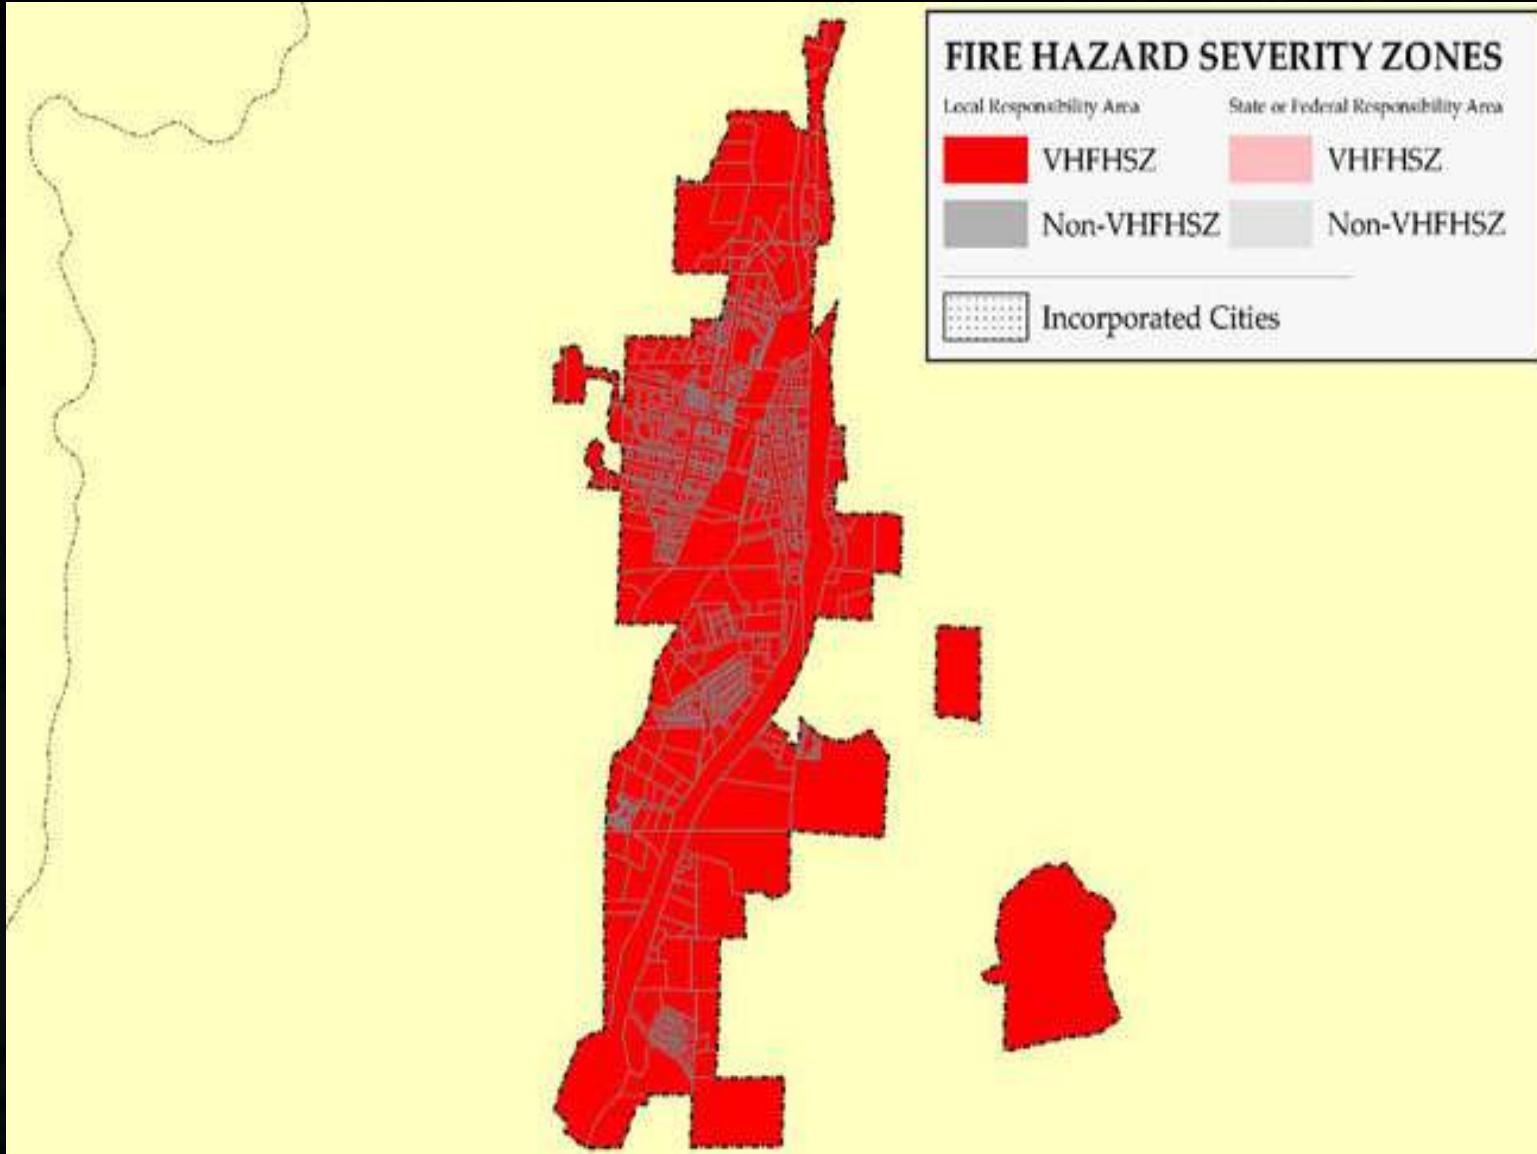 FIRE HAZARD SEVERITY ZONES
Local Responsibility Area State or Federal Responsibility Area
VHFHSZ VHFHSZ
Non-VHFHSZ Non-VHFHSZ
Incorporated Cities